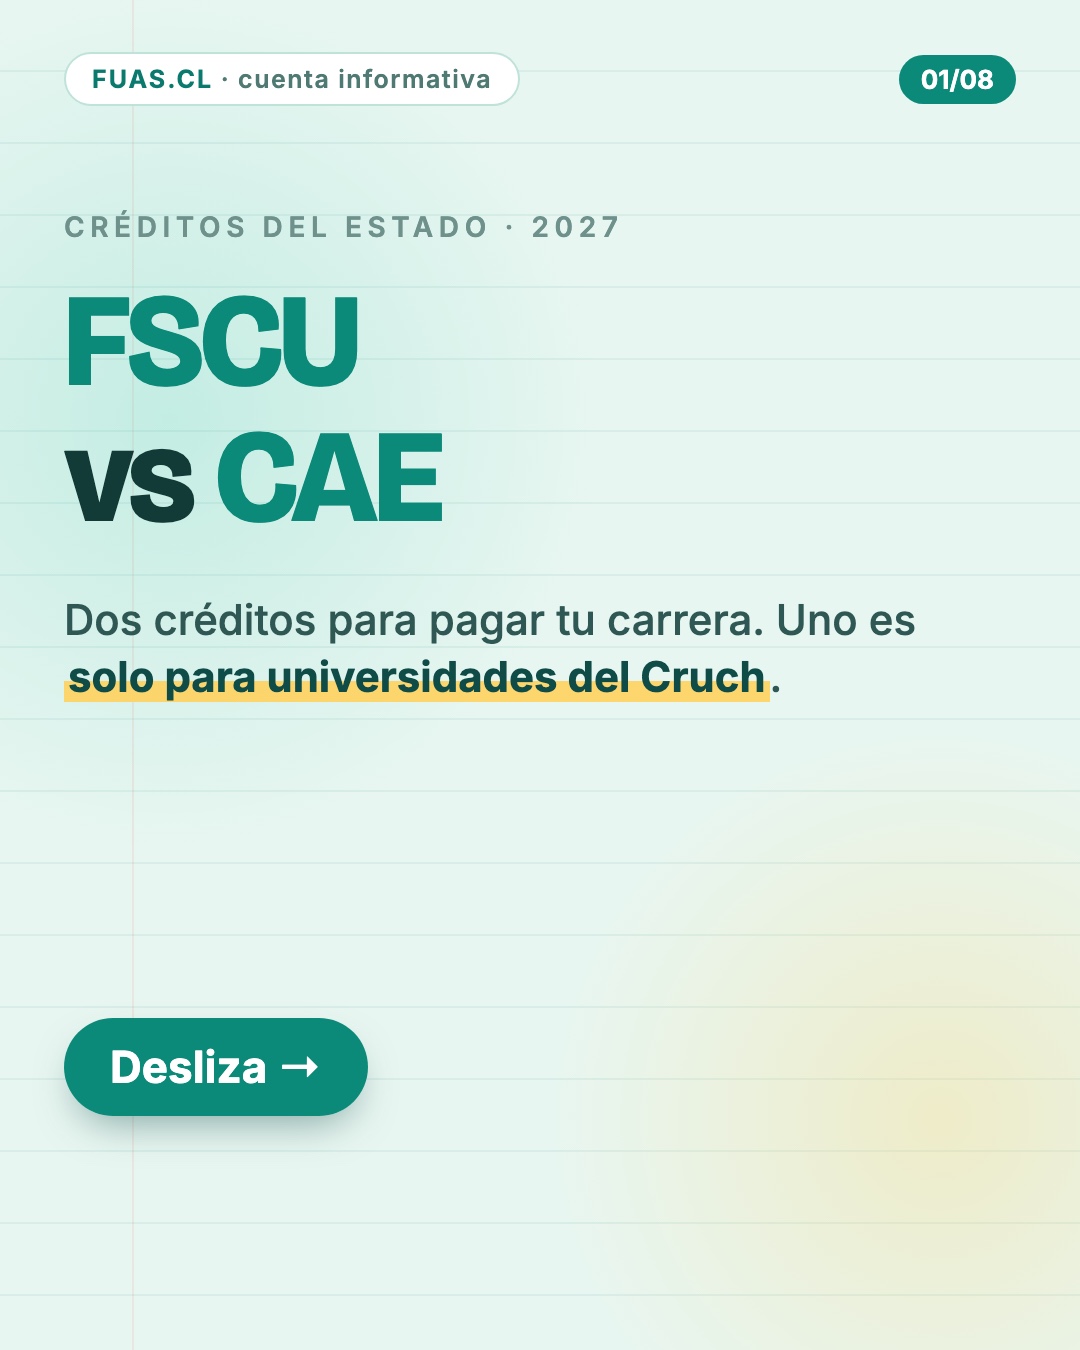 FUAS.CL · cuenta informativa
01/08
CRÉDITOS DEL ESTADO · 2027
FSCU
vs CAE
Dos créditos para pagar tu carrera. Uno es
solo para universidades del Cruch.
Desliza →